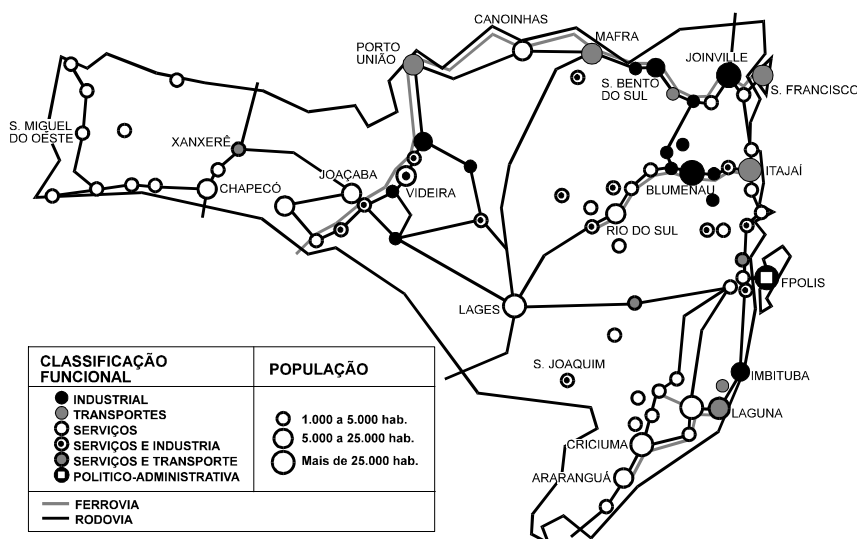 CANOINHAS
MAFRA
PORTO
UNIÃO
JOINVILLE
S. BENTO
DO SUL
S. FRANCISCO
S. MIGUEL
DO OESTE
XANXERÊ
CHAPECÓ
JOAÇABA
VIDEIRA
BLUMENAU
ITAJAÍ
RIO DO SUL
FPOLIS
LAGES
S. JOAQUIM
IMBITUBA
LAGUNA
CRICIUMA
ARARANGUÁ
CLASSIFICAÇÃO
FUNCIONAL
INDUSTRIAL
TRANSPORTES
SERVIÇOS
SERVIÇOS E INDUSTRIA
SERVIÇOS E TRANSPORTE
POLITICO-ADMINISTRATIVA
POPULAÇÃO
1.000 a 5.000 hab.
5.000 a 25.000 hab.
Mais de 25.000 hab.
FERROVIA
RODOVIA